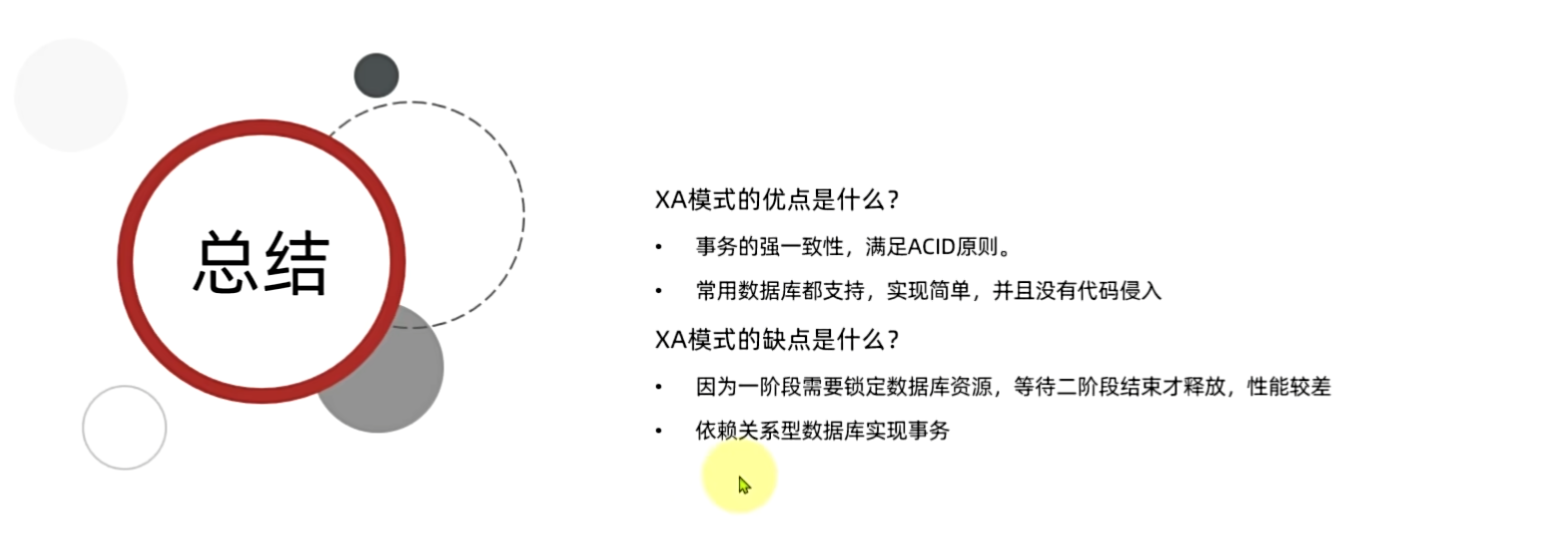 总结
XA模式的优点是什么？
• 事务的强一致性，满足ACID原则。
• 常用数据库都支持，实现简单，并且没有代码侵入
XA模式的缺点是什么？
• 因为一阶段需要锁定数据库资源，等待二阶段结束才释放，性能较差
• 依赖关系型数据库实现事务